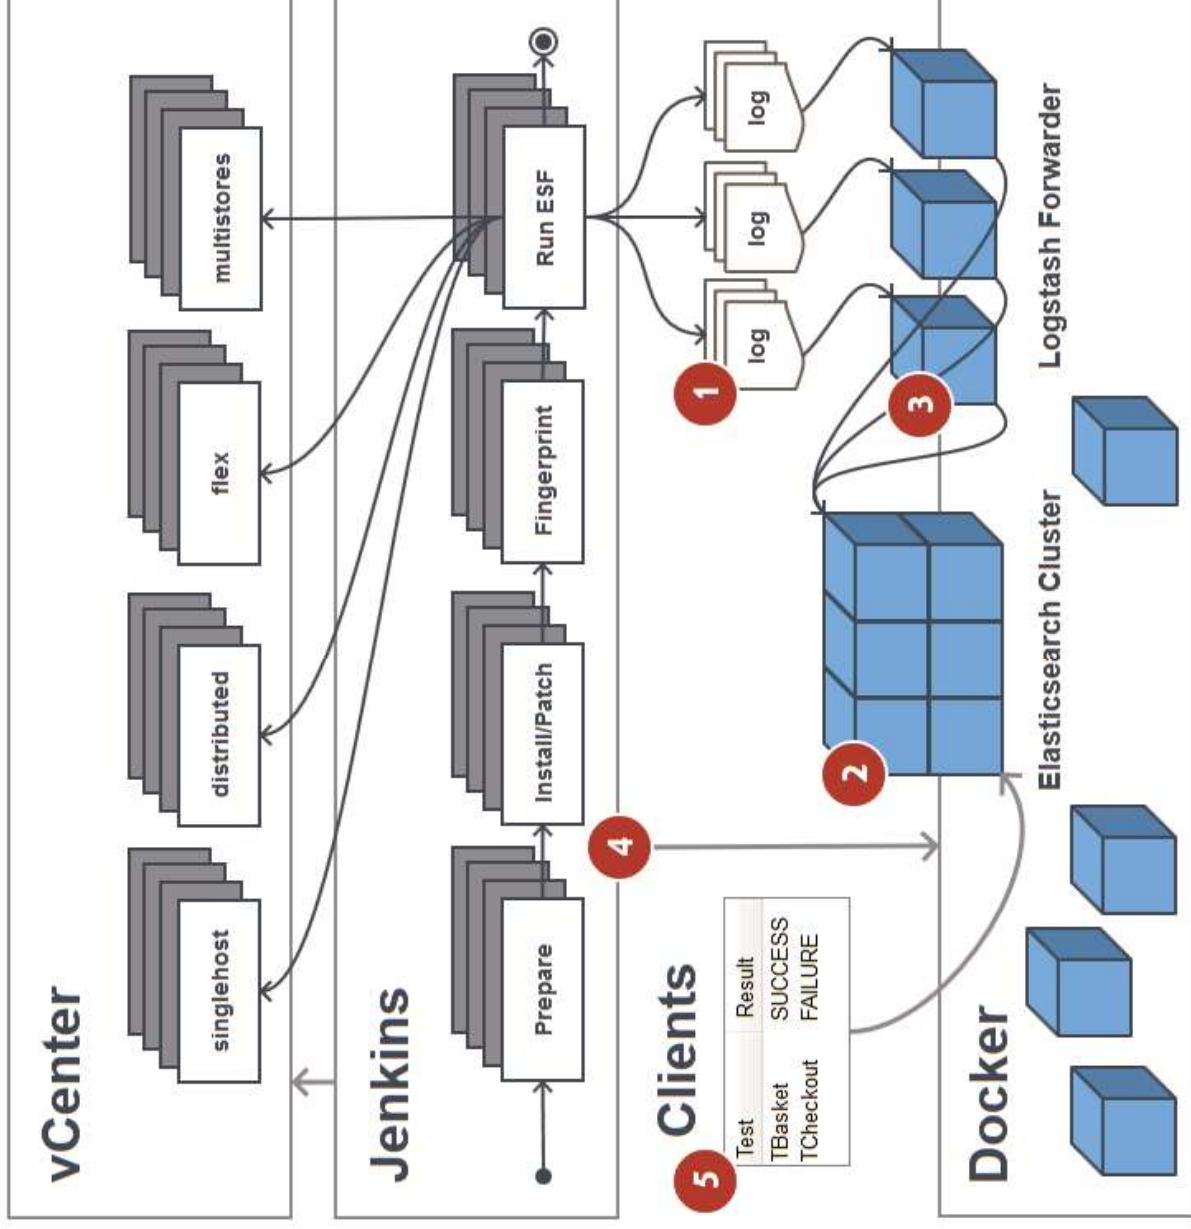 vCenter
singlehost
distributed
flex
multistores
Jenkins
Prepare
Install/Patch
Fingerprint
Run ESF
4
Clients
5
Test Result
TBasket SUCCESS
TCheckout FAILURE
1
log
log
log
2
3
Docker
Elasticsearch Cluster
Logstash Forwarder